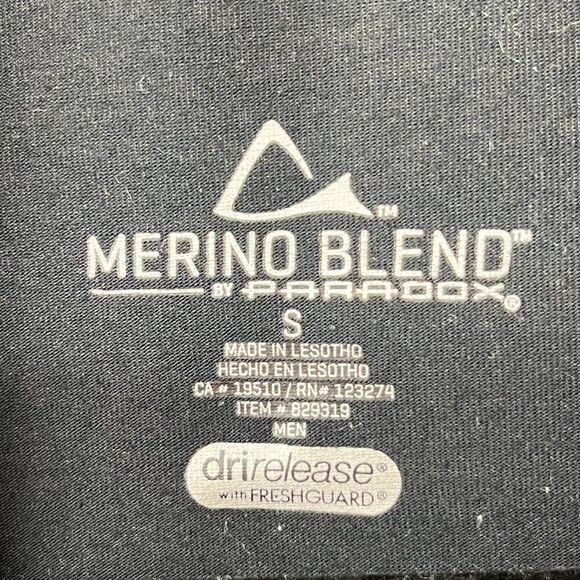 ™
MERINO BLEND™
BY PARADOX®
S
MADE IN LESOTHO
HECHO EN LESOTHO
CA # 19510 / RN# 123274
ITEM # 829319
MEN
drirelease®
with FRESHGUARD®